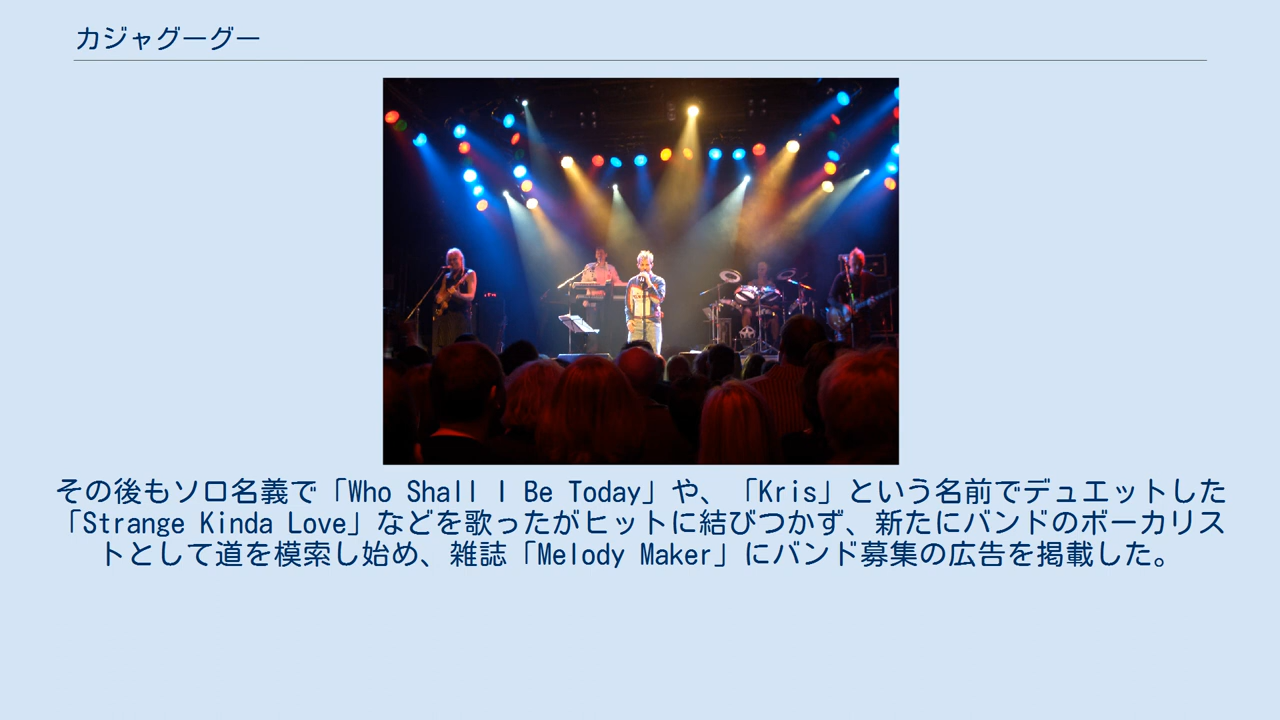 カジャグーグー
その後もソロ名義で「Who Shall I Be Today」や、「Kris」という名前でデュエットした
「Strange Kinda Love」などを歌ったがヒットに結びつかず、新たにバンドのボーカリス
トとして道を模索し始め、雑誌「Melody Maker」にバンド募集の広告を掲載した。